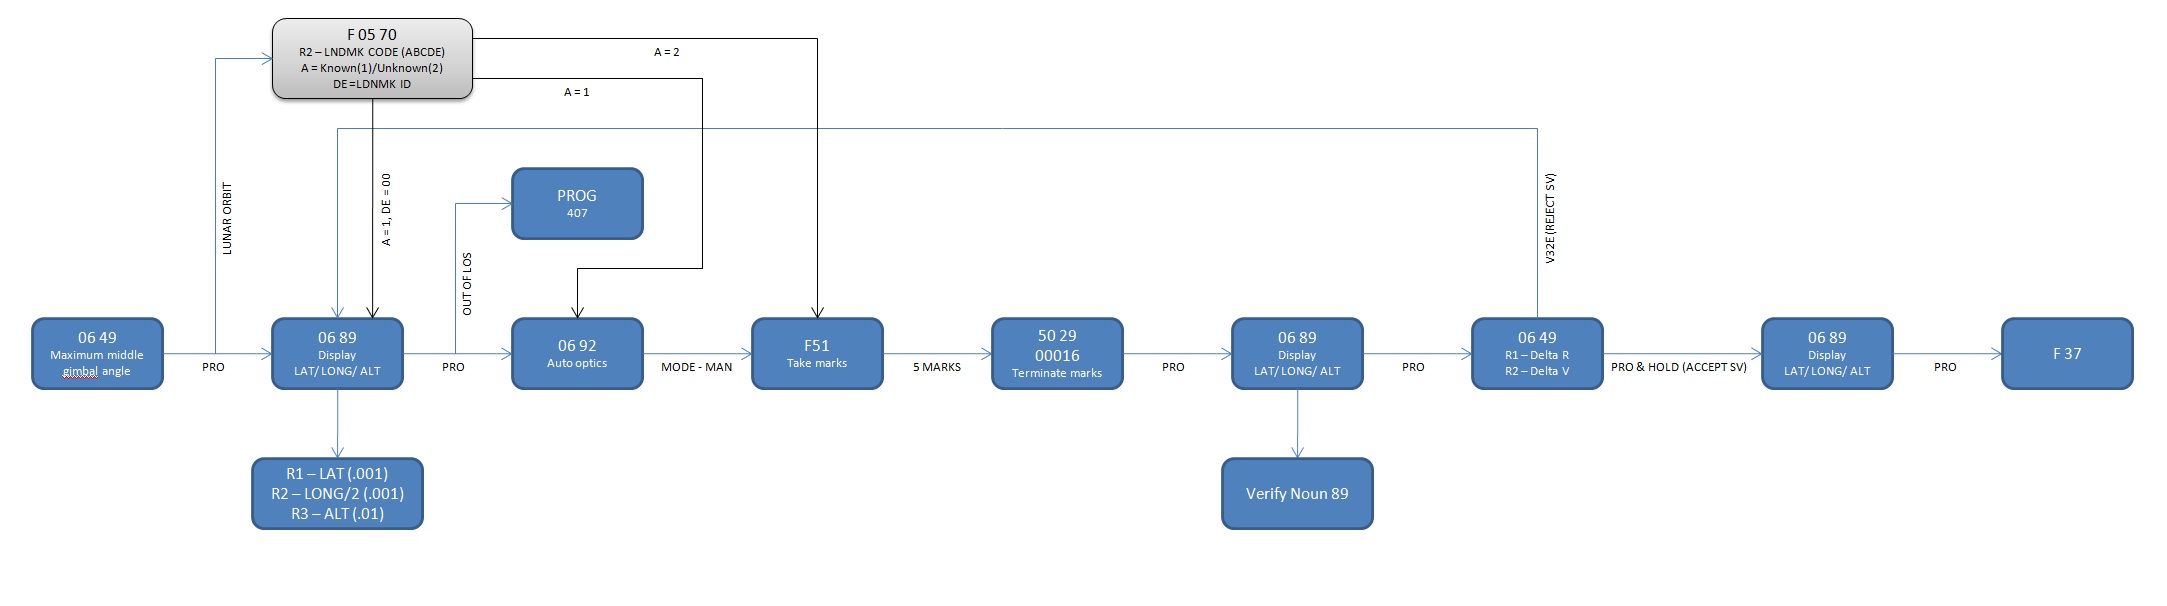 F 05 70
R2 – LNDMK CODE (ABCDE)
A = Known(1)/Unknown(2)
DE =LDNMK ID
A = 2
A = 1
LUNAR ORBIT
A = 1, DE = 00
V32E (REJECT SV)
PROG
407
OUT OF LOS
06 49
Maximum middle
gimbal angle
PRO
06 89
Display
LAT/ LONG/ ALT
PRO
06 92
Auto optics
MODE - MAN
F51
Take marks
5 MARKS
50 29
00016
Terminate marks
PRO
06 89
Display
LAT/ LONG/ ALT
PRO
06 49
R1 – Delta R
R2 – Delta V
PRO & HOLD (ACCEPT SV)
06 89
Display
LAT/ LONG/ ALT
PRO
F 37
R1 – LAT (.001)
R2 – LONG/2 (.001)
R3 – ALT (.01)
Verify Noun 89